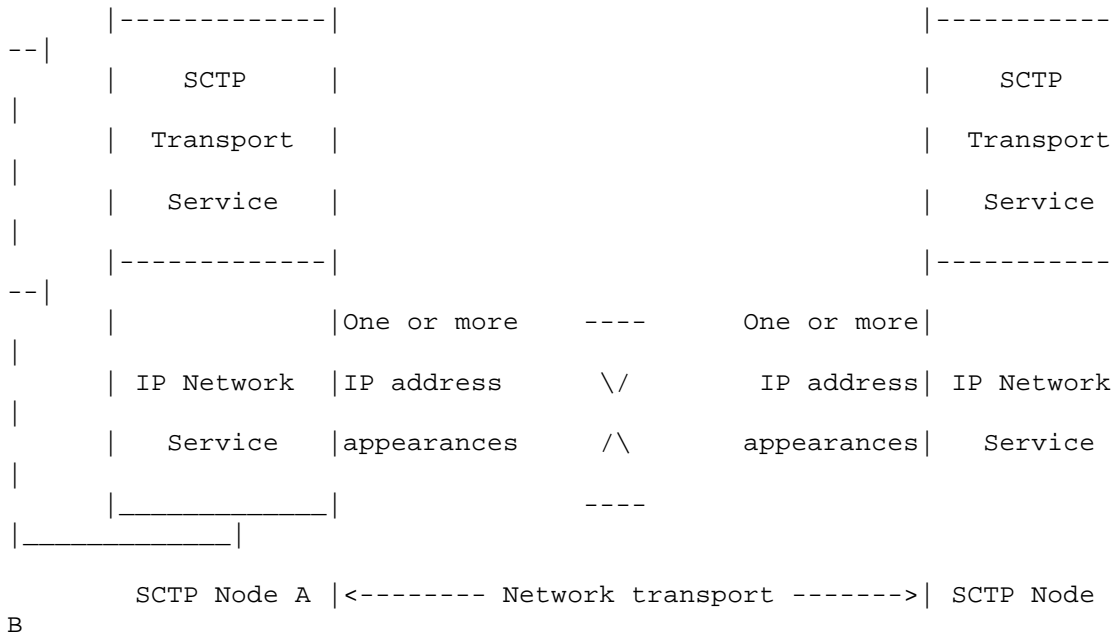 |-------------| |-----------
--|
| SCTP | | SCTP
|
| Transport | | Transport
|
| Service | | Service
|
|-------------| |-----------
--|
| |One or more ---- One or more|
|
| IP Network |IP address \/ IP address| IP Network
|
| Service |appearances /\ appearances| Service
|
|_____________| ----
|_____________|
SCTP Node A |<-------- Network transport ------->| SCTP Node
B